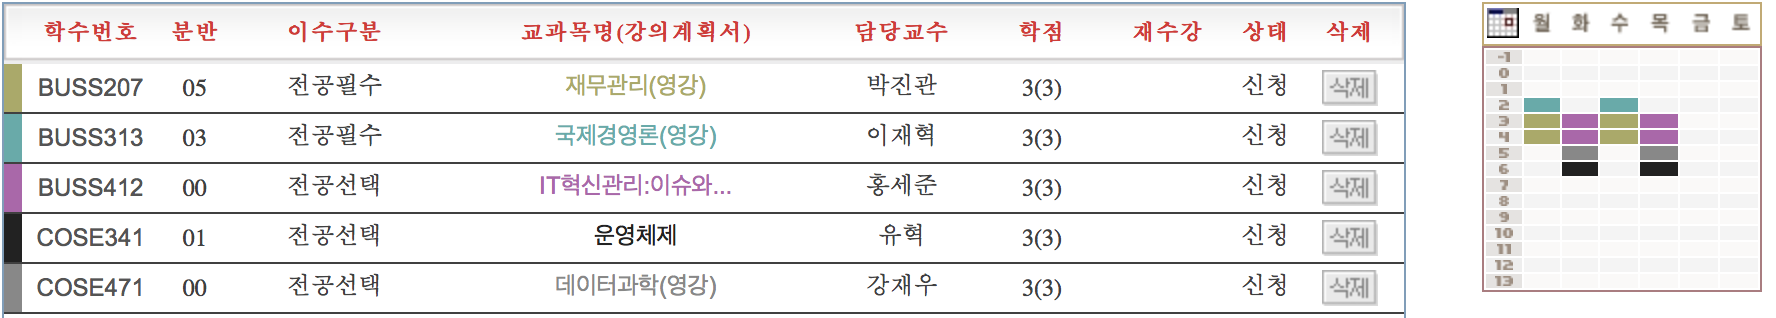 학수번호 분반 이수구분 교과목명(강의계획서) 담당교수 학점 재수강 상태 삭제
BUSS207 05 전공필수 재무관리(영강) 박진관 3(3) 신청 삭제
BUSS313 03 전공필수 국제경영론(영강) 이재혁 3(3) 신청 삭제
BUSS412 00 전공선택 IT혁신관리:이슈와... 홍세준 3(3) 신청 삭제
COSE341 01 전공선택 운영체제 유혁 3(3) 신청 삭제
COSE471 00 전공선택 데이터과학(영강) 강재우 3(3) 신청 삭제
월 화 수 목 금 토
-1
0
1
2
3
4
5
6
7
8
9
10
11
12
13